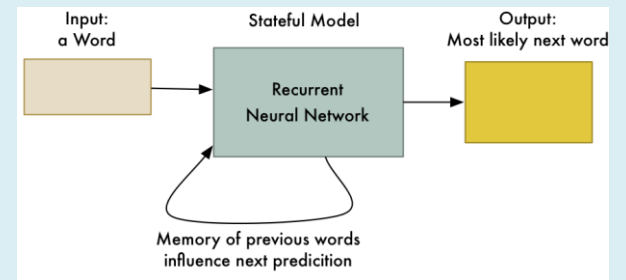 Input:
a Word
Stateful Model
Output:
Most likely next word
Recurrent
Neural Network
Memory of previous words
influence next predicition